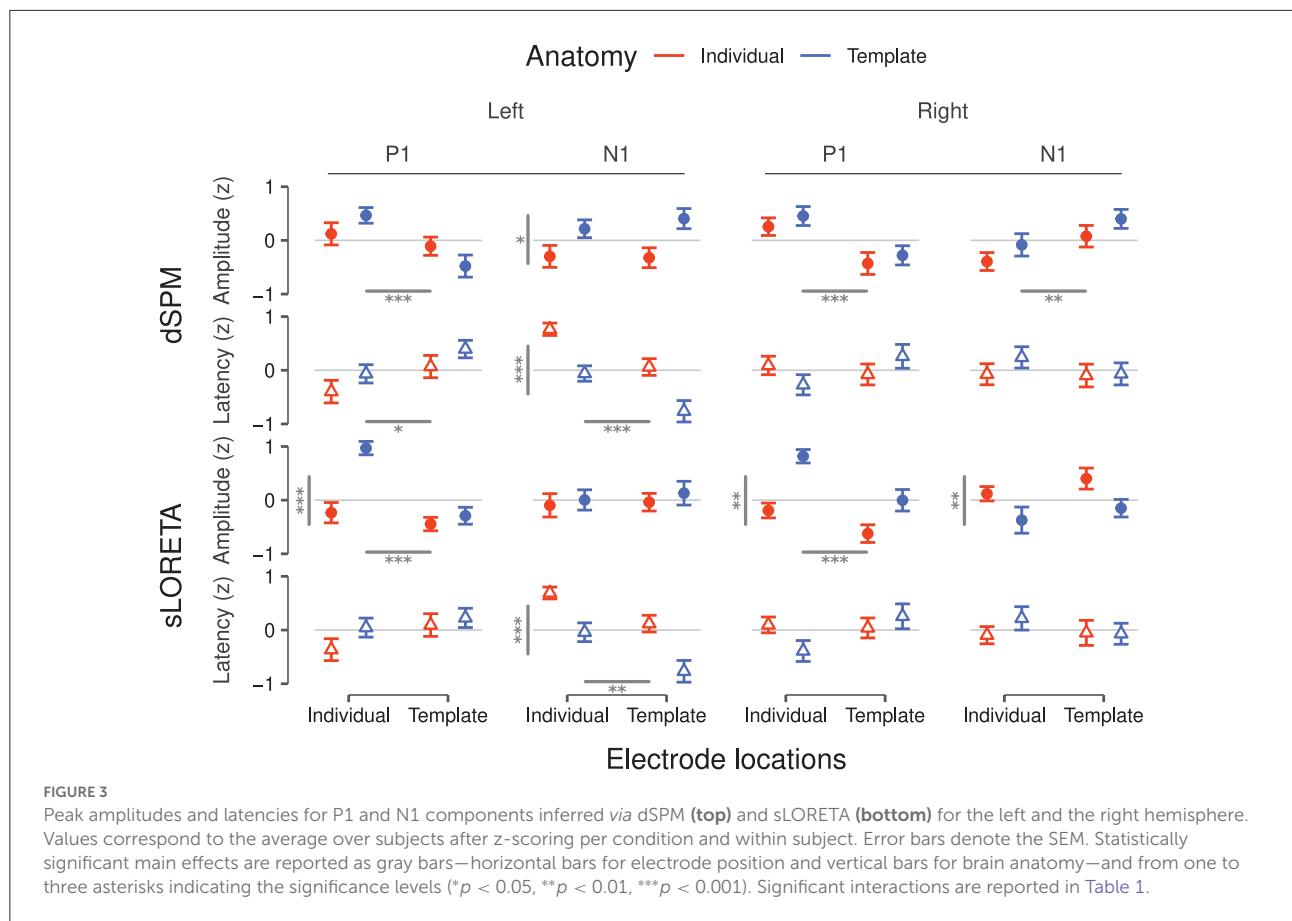 Anatomy Individual Template
Left Right
P1 N1 P1 N1
dSPM
Amplitude (z)
1
0
−1
*
***
***
**
Latency (z)
1
0
−1
***
*
***
sLORETA
Amplitude (z)
1
0
−1
***
**
**
***
***
Latency (z)
1
0
−1
***
**
Individual Template Individual Template Individual Template Individual Template
Electrode locations
FIGURE 3
Peak amplitudes and latencies for P1 and N1 components inferred via dSPM (top) and sLORETA (bottom) for the left and the right hemisphere.
Values correspond to the average over subjects after z-scoring per condition and within subject. Error bars denote the SEM. Statistically
significant main effects are reported as gray bars—horizontal bars for electrode position and vertical bars for brain anatomy—and from one to
three asterisks indicating the significance levels (*p < 0.05, **p < 0.01, ***p < 0.001). Significant interactions are reported in Table 1.